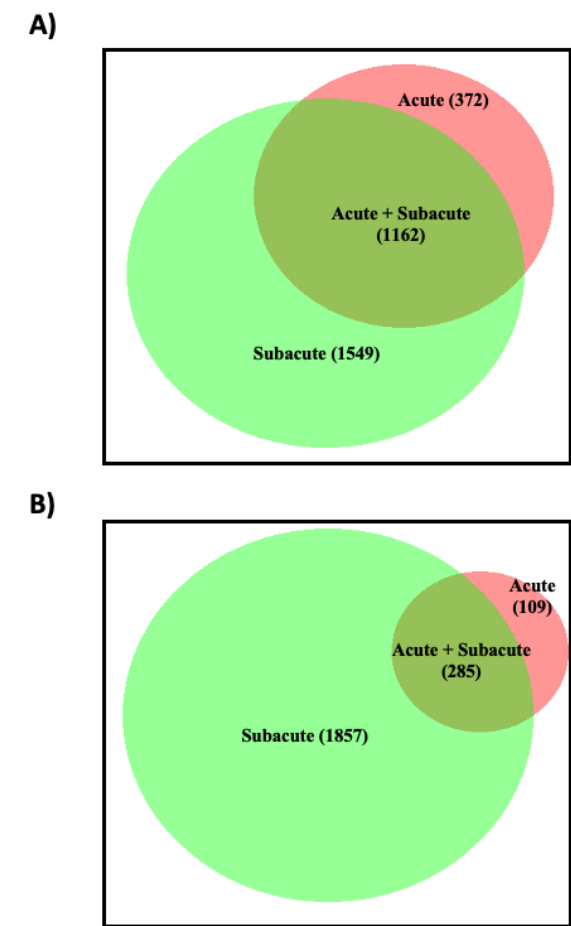 A)
Acute (372)
Acute + Subacute
(1162)
Subacute (1549)
B)
Acute
(109)
Acute + Subacute
(285)
Subacute (1857)